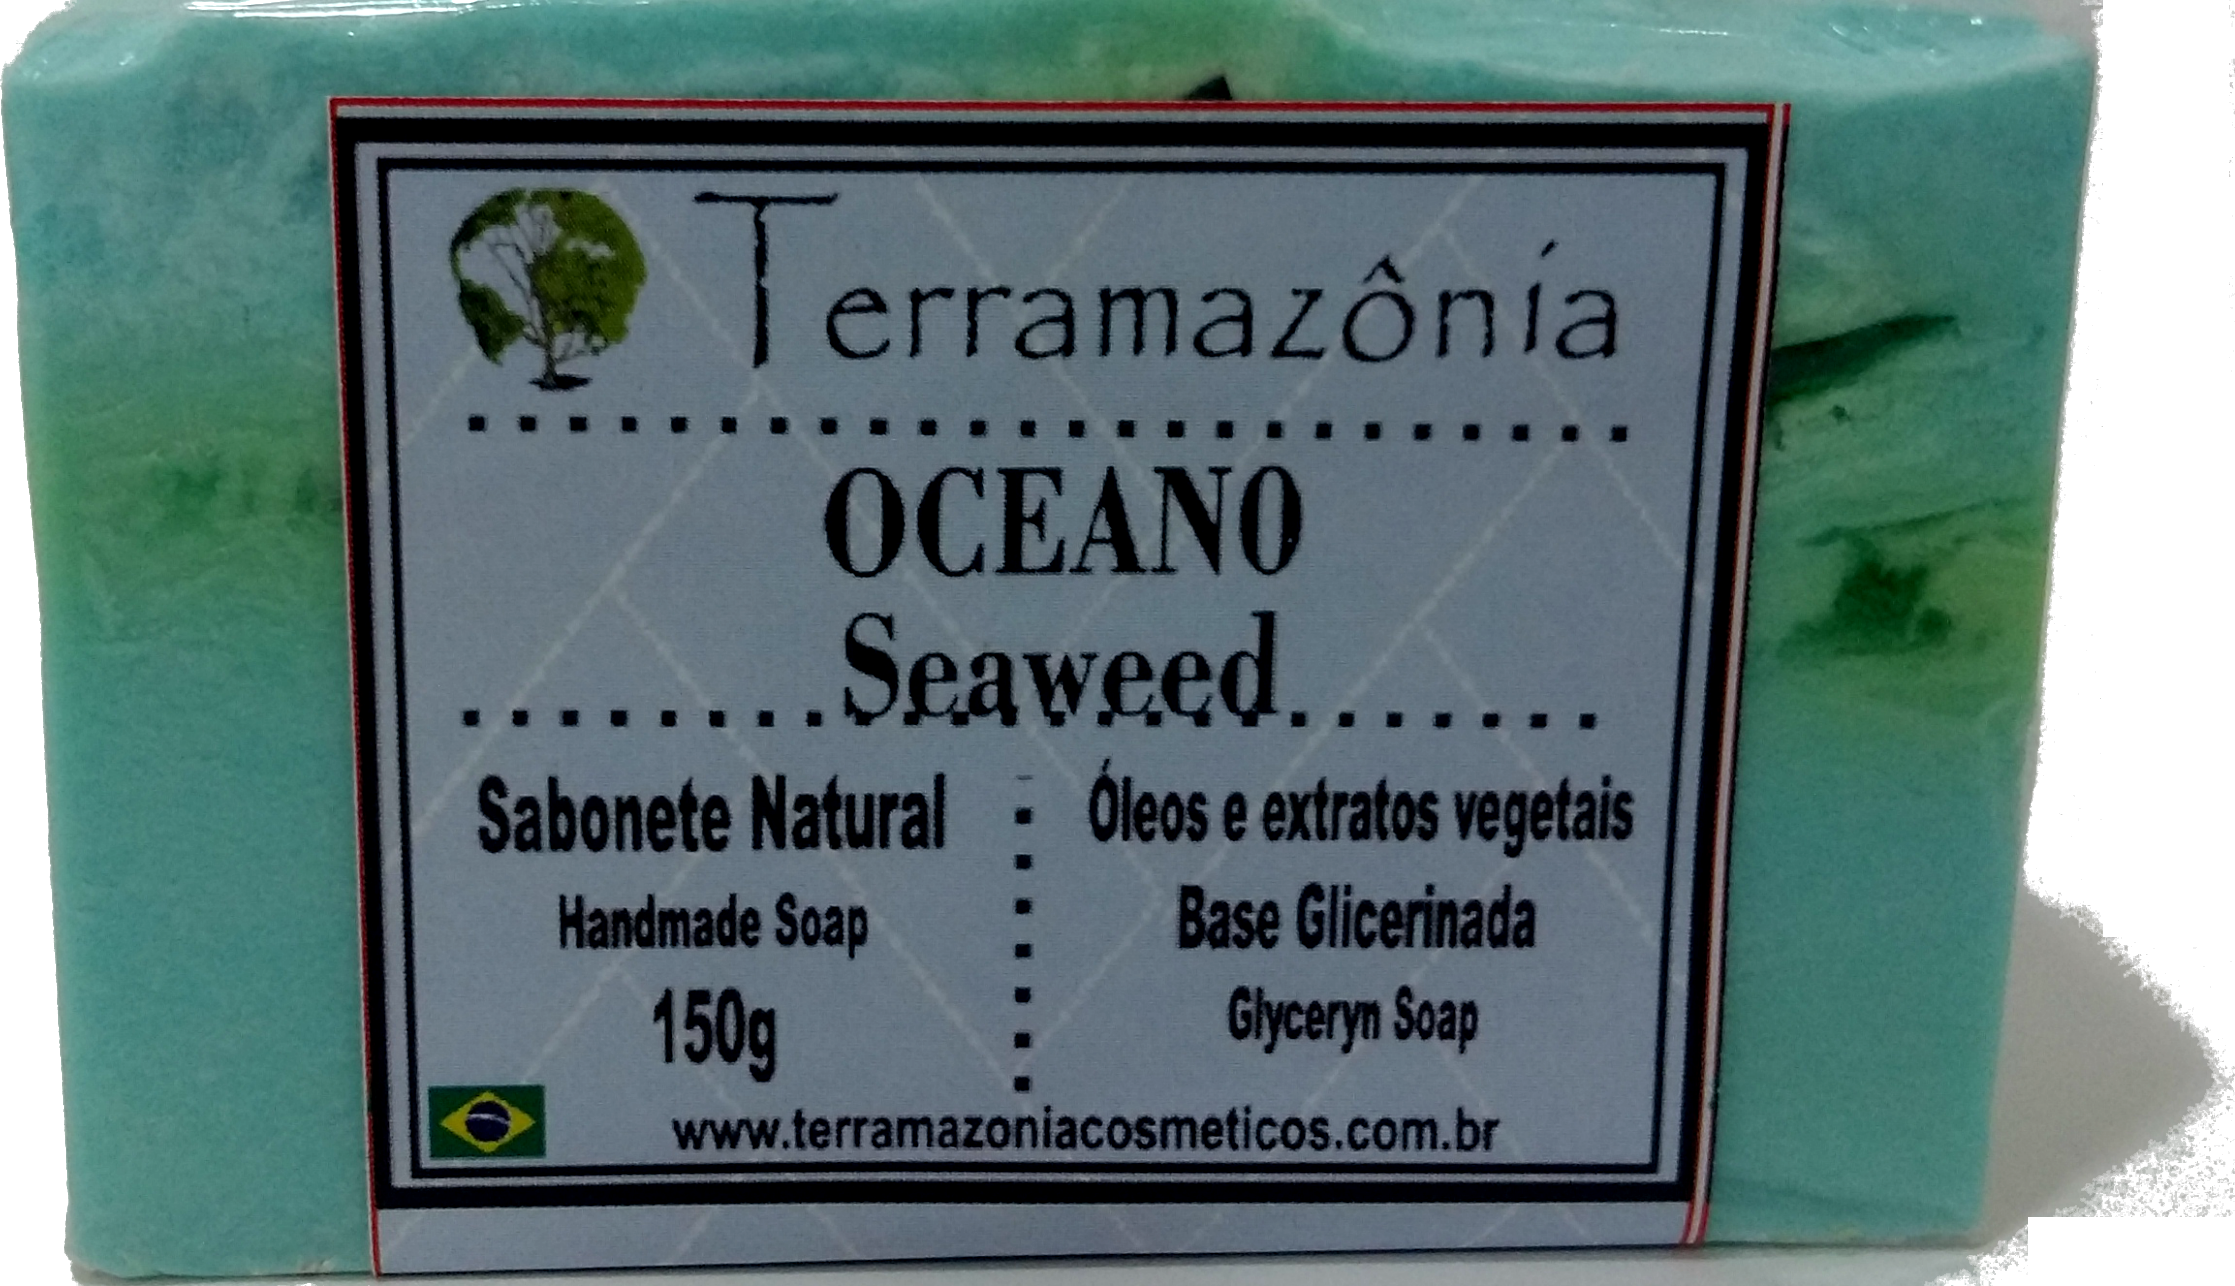 Terramazônia
OCEANO
Seaweed
Sabonete Natural
Handmade Soap
150g
Óleos e extratos vegetais
Base Glicerinada
Glyceryn Soap
www.terramazoniacosmeticos.com.br